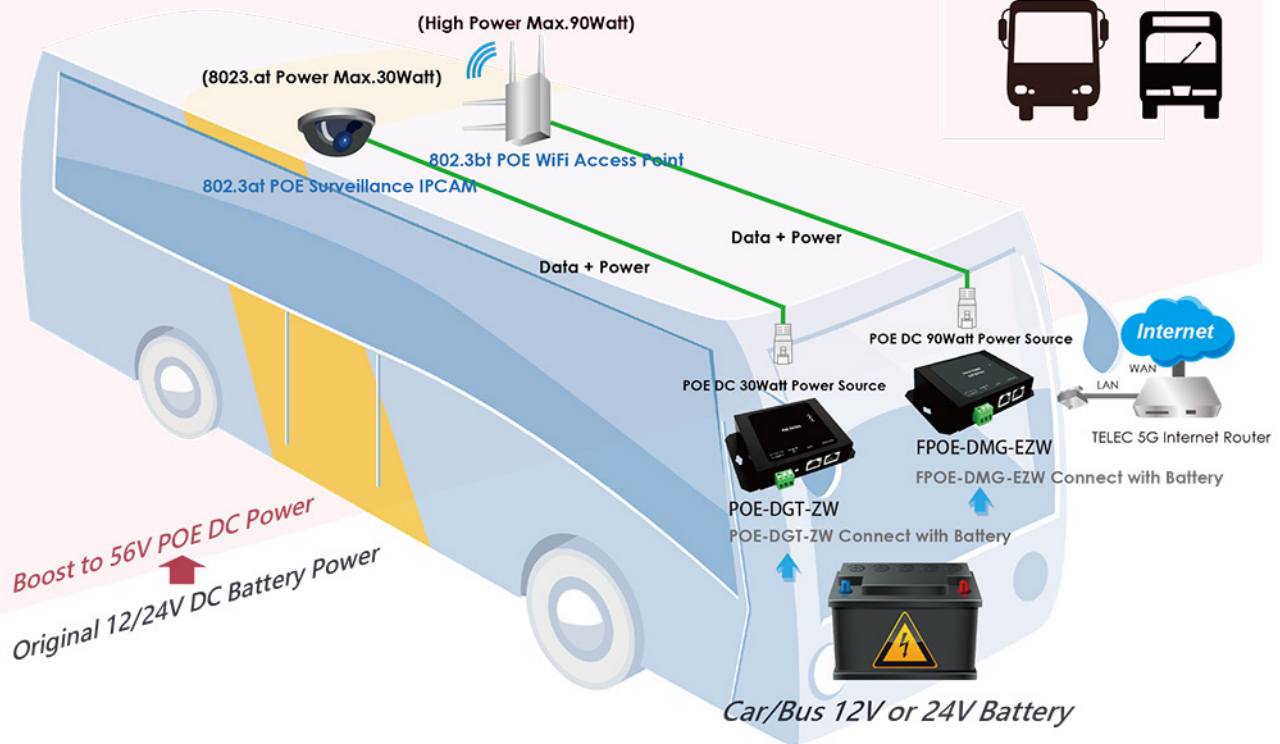 (High Power Max.90Watt)
(8023.at Power Max.30Watt)
802.3bt POE WiFi Access Point
802.3at POE Surveillance IPCAM
Data + Power
Data + Power
Internet
WAN
LAN
TELEC 5G Internet Router
POE DC 90Watt Power Source
POE DC 30Watt Power Source
FPOE-DMG-EZW
FPOE-DMG-EZW Connect with Battery
POE-DGT-ZW
POE-DGT-ZW Connect with Battery
Boost to 56V POE DC Power
Original 12/24V DC Battery Power
Car/Bus 12V or 24V Battery